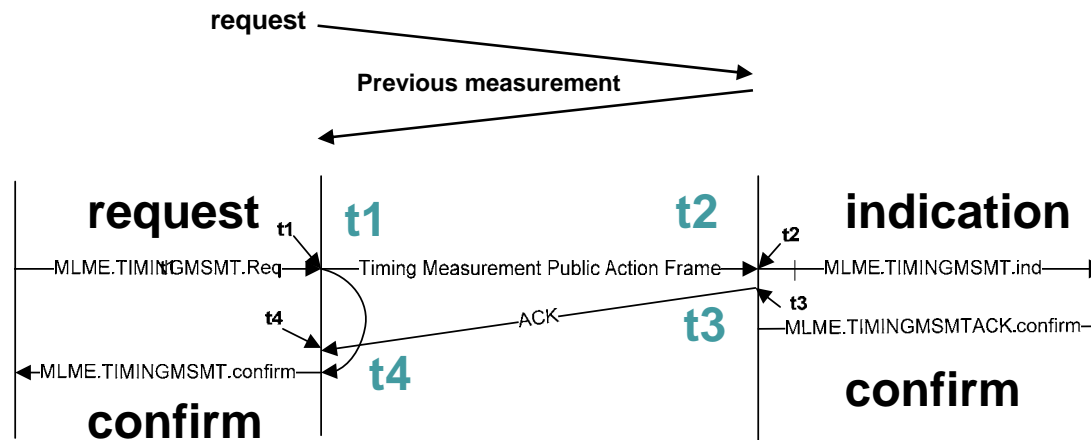 request
Previous measurement
request
indication
t1
t1
t2
t2
MLME.TIMINGMSMT.Req
t1
Timing Measurement Public Action Frame
MLME.TIMINGMSMT.ind
t3
t4
ACK
t3
MLME.TIMINGMSMTACK.confirm
MLME.TIMINGMSMT.confirm
t4
confirm
confirm